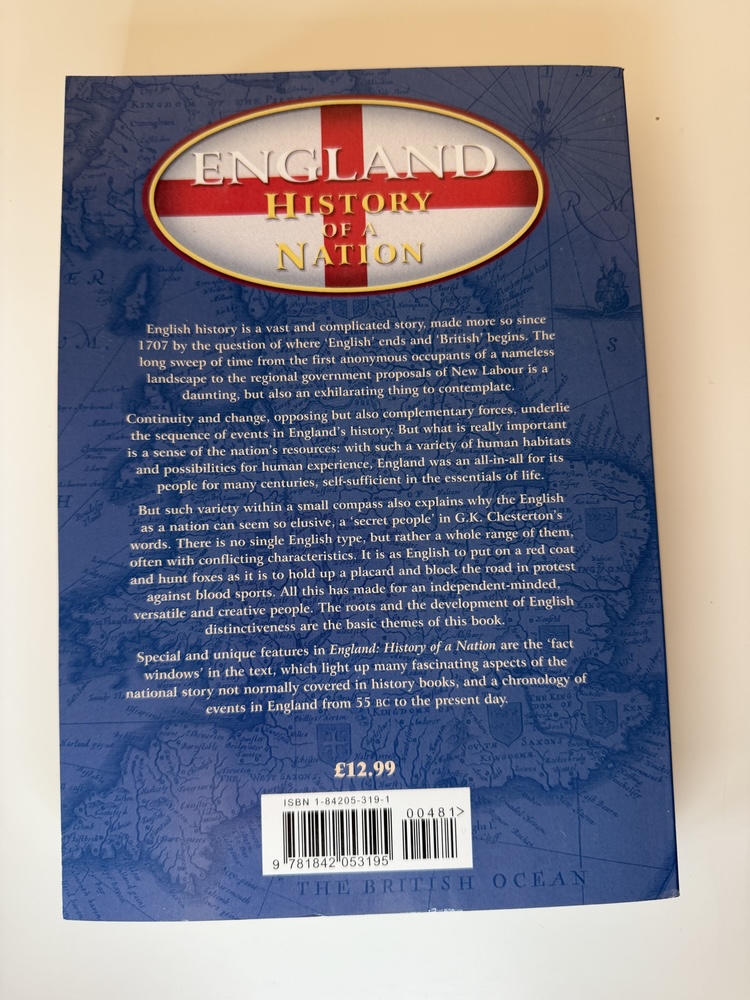 ENGLAND
HISTORY
OF A
NATION
English history is a vast and complicated story, made more so since
1707 by the question of where 'English' ends and 'British' begins. The
long sweep of time from the first anonymous occupants of a nameless
landscape to the regional government proposals of New Labour is a
daunting, but also an exhilarating thing to contemplate.
Continuity and change, opposing but also complementary forces, underlie
the sequence of events in England's history. But what is really important
is a sense of the nation's resources: with such a variety of human habitats
and possibilities for human experience, England was an all-in-all for its
people for many centuries, self-sufficient in the essentials of life.
But such variety within a small compass also explains why the English
as a nation can seem so elusive, a 'secret people' in G.K. Chesterton's
words. There is no single English type, but rather a whole range of them,
often with conflicting characteristics. It is as English to put on a red coat
and hunt foxes as it is to hold up a placard and block the road in protest
against blood sports. All this has made for an independent-minded,
versatile and creative people. The roots and the development of English
distinctiveness are the basic themes of this book.
Special and unique features in England: History of a Nation are the 'fact
windows' in the text, which light up many fascinating aspects of the
national story not normally covered in history books, and a chronology of
events in England from 55 BC to the present day.
THE WEST SAXONS
SOUTH SAXONS
£12.99
ISBN 1-84205-319-1
00481>
9 781842 053195
THE BRITISH OCEAN